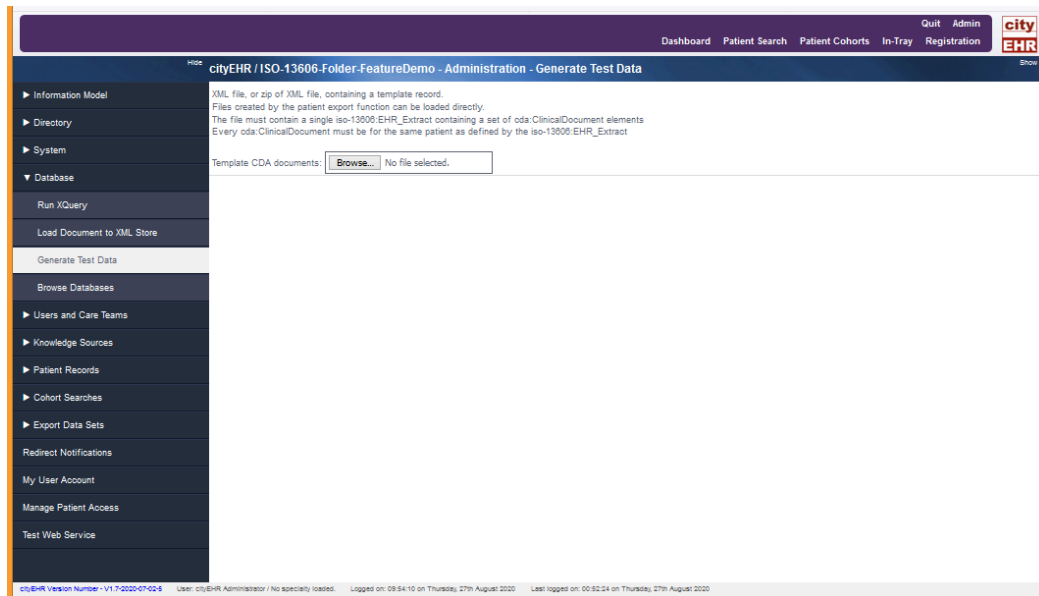 Quit Admin
city
EHR
Dashboard Patient Search Patient Cohorts In-Tray Registration
Hide
cityEHR / ISO-13606-Folder-FeatureDemo - Administration - Generate Test Data
Show
► Information Model
► Directory
► System
▼ Database
Run XQuery
Load Document to XML Store
Generate Test Data
Browse Databases
► Users and Care Teams
► Knowledge Sources
► Patient Records
► Cohort Searches
► Export Data Sets
Redirect Notifications
My User Account
Manage Patient Access
Test Web Service
XML file, or zip of XML file, containing a template record.
Files created by the patient export function can be loaded directly.
The file must contain a single iso-13606:EHR_Extract containing a set of cda:ClinicalDocument elements
Every cda:ClinicalDocument must be for the same patient as defined by the iso-13606:EHR_Extract
Template CDA documents: Browse... No file selected.
cityEHR Version Number - V1.7-2020-07-02-5 User: cityEHR Administrator / No specialty loaded. Logged on: 09:54:10 on Thursday, 27th August 2020 Last logged on: 00:52:24 on Thursday, 27th August 2020